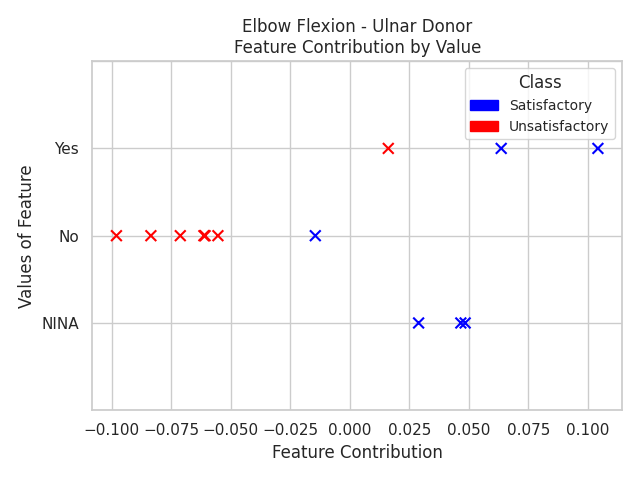 Elbow Flexion - Ulnar Donor
Feature Contribution by Value
Class
Satisfactory
Unsatisfactory
Values of Feature
Yes
No
NINA
−0.100 −0.075 −0.050 −0.025 0.000 0.025 0.050 0.075 0.100
Feature Contribution